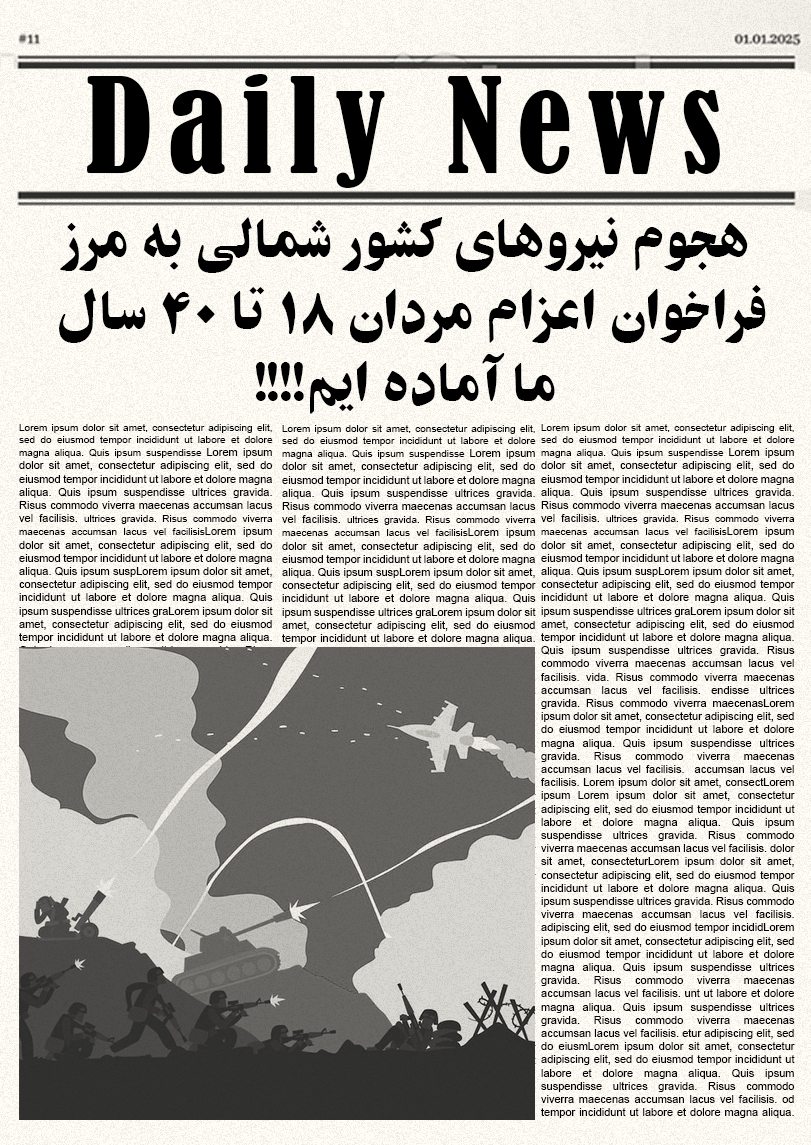 #11
01.01.2025
Daily News
هجوم نیروهای کشور شمالی به مرز
فراخوان اعزام مردان ۱۸ تا ۴۰ سال
ما آماده ایم!!!!
Lorem ipsum dolor sit amet, consectetur adipiscing elit,
sed do eiusmod tempor incididunt ut labore et dolore
magna aliqua. Quis ipsum suspendisse Lorem ipsum
dolor sit amet, consectetur adipiscing elit, sed do
eiusmod tempor incididunt ut labore et dolore magna
aliqua. Quis ipsum suspendisse ultrices gravida.
Risus commodo viverra maecenas accumsan lacus
vel facilisis. ultrices gravida. Risus commodo viverra
maecenas accumsan lacus vel facilisisLorem ipsum
dolor sit amet, consectetur adipiscing elit, sed do
eiusmod tempor incididunt ut labore et dolore magna
aliqua. Quis ipsum suspLorem ipsum dolor sit amet,
consectetur adipiscing elit, sed do eiusmod tempor
incididunt ut labore et dolore magna aliqua. Quis
ipsum suspendisse ultrices graLorem ipsum dolor sit
amet, consectetur adipiscing elit, sed do eiusmod
tempor incididunt ut labore et dolore magna aliqua.
Lorem ipsum dolor sit amet, consectetur adipiscing elit,
sed do eiusmod tempor incididunt ut labore et dolore
magna aliqua. Quis ipsum suspendisse Lorem ipsum
dolor sit amet, consectetur adipiscing elit, sed do
eiusmod tempor incididunt ut labore et dolore magna
aliqua. Quis ipsum suspendisse ultrices gravida.
Risus commodo viverra maecenas accumsan lacus
vel facilisis. ultrices gravida. Risus commodo viverra
maecenas accumsan lacus vel facilisisLorem ipsum
dolor sit amet, consectetur adipiscing elit, sed do
eiusmod tempor incididunt ut labore et dolore magna
aliqua. Quis ipsum suspLorem ipsum dolor sit amet,
consectetur adipiscing elit, sed do eiusmod tempor
incididunt ut labore et dolore magna aliqua. Quis
ipsum suspendisse ultrices graLorem ipsum dolor sit
amet, consectetur adipiscing elit, sed do eiusmod
tempor incididunt ut labore et dolore magna aliqua.
Lorem ipsum dolor sit amet, consectetur adipiscing elit,
sed do eiusmod tempor incididunt ut labore et dolore
magna aliqua. Quis ipsum suspendisse Lorem ipsum
dolor sit amet, consectetur adipiscing elit, sed do
eiusmod tempor incididunt ut labore et dolore magna
aliqua. Quis ipsum suspendisse ultrices gravida.
Risus commodo viverra maecenas accumsan lacus
vel facilisis. ultrices gravida. Risus commodo viverra
maecenas accumsan lacus vel facilisisLorem ipsum
dolor sit amet, consectetur adipiscing elit, sed do
eiusmod tempor incididunt ut labore et dolore magna
aliqua. Quis ipsum suspLorem ipsum dolor sit amet,
consectetur adipiscing elit, sed do eiusmod tempor
incididunt ut labore et dolore magna aliqua. Quis
ipsum suspendisse ultrices graLorem ipsum dolor sit
amet, consectetur adipiscing elit, sed do eiusmod
tempor incididunt ut labore et dolore magna aliqua.
Quis ipsum suspendisse ultrices gravida. Risus
commodo viverra maecenas accumsan lacus vel
facilisis. vida. Risus commodo viverra maecenas
accumsan lacus vel facilisis. endisse ultrices
gravida. Risus commodo viverra maecenasLorem
ipsum dolor sit amet, consectetur adipiscing elit, sed
do eiusmod tempor incididunt ut labore et dolore
magna aliqua. Quis ipsum suspendisse ultrices
gravida. Risus commodo viverra maecenas
accumsan lacus vel facilisis. accumsan lacus vel
facilisis. Lorem ipsum dolor sit amet, consectLorem
ipsum Lorem ipsum dolor sit amet, consectetur
adipiscing elit, sed do eiusmod tempor incididunt ut
labore et dolore magna aliqua. Quis ipsum
suspendisse ultrices gravida. Risus commodo
viverra maecenas accumsan lacus vel facilisis. dolor
sit amet, consecteturLorem ipsum dolor sit amet,
consectetur adipiscing elit, sed do eiusmod tempor
incididunt ut labore et dolore magna aliqua. Quis
ipsum suspendisse ultrices gravida. Risus commodo
viverra maecenas accumsan lacus vel facilisis.
adipiscing elit, sed do eiusmod tempor incididLorem
ipsum dolor sit amet, consectetur adipiscing elit, sed
do eiusmod tempor incididunt ut labore et dolore
magna aliqua. Quis ipsum suspendisse ultrices
gravida. Risus commodo viverra maecenas
accumsan lacus vel facilisis. unt ut labore et dolore
magna aliqua. Quis ipsum suspendisse ultrices
gravida. Risus commodo viverra maecenas
accumsan lacus vel facilisis. etur adipiscing elit, sed
do eiusmLorem ipsum dolor sit amet, consectetur
adipiscing elit, sed do eiusmod tempor incididunt ut
labore et dolore magna aliqua. Quis ipsum
suspendisse ultrices gravida. Risus commodo
viverra maecenas accumsan lacus vel facilisis. od
tempor incididunt ut labore et dolore magna aliqua.